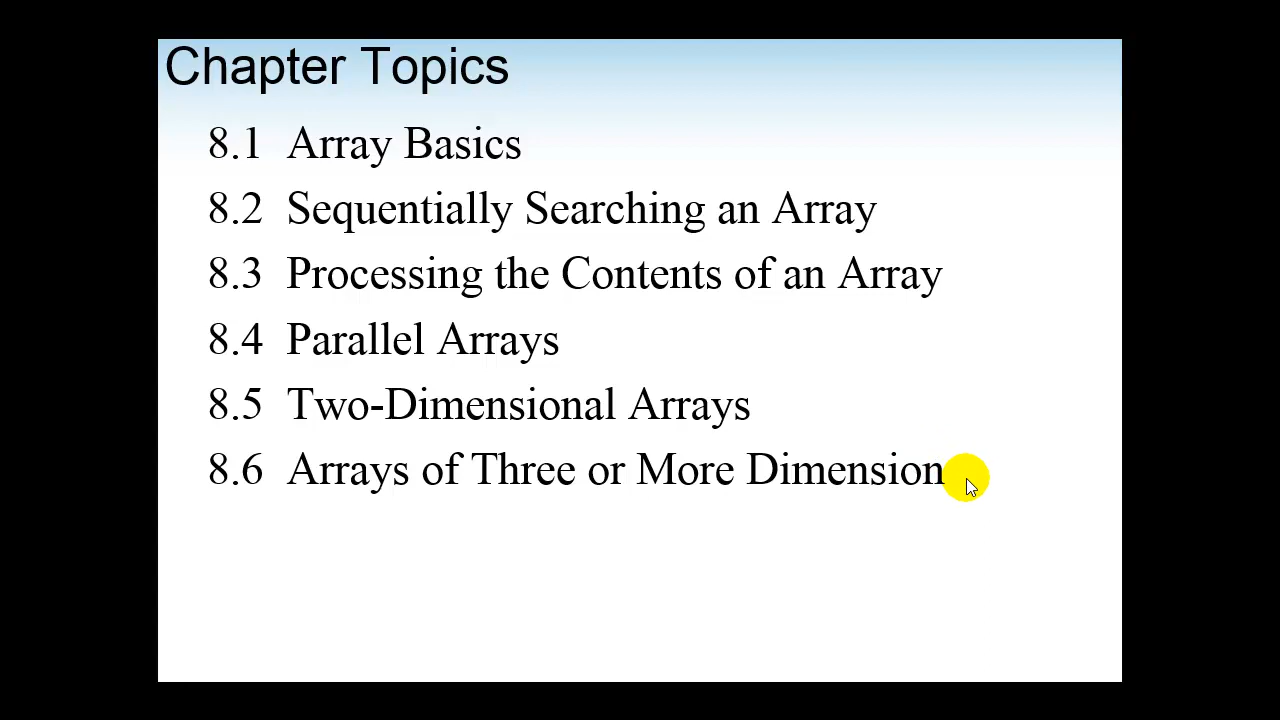 Chapter Topics
8.1 Array Basics
8.2 Sequentially Searching an Array
8.3 Processing the Contents of an Array
8.4 Parallel Arrays
8.5 Two-Dimensional Arrays
8.6 Arrays of Three or More Dimension